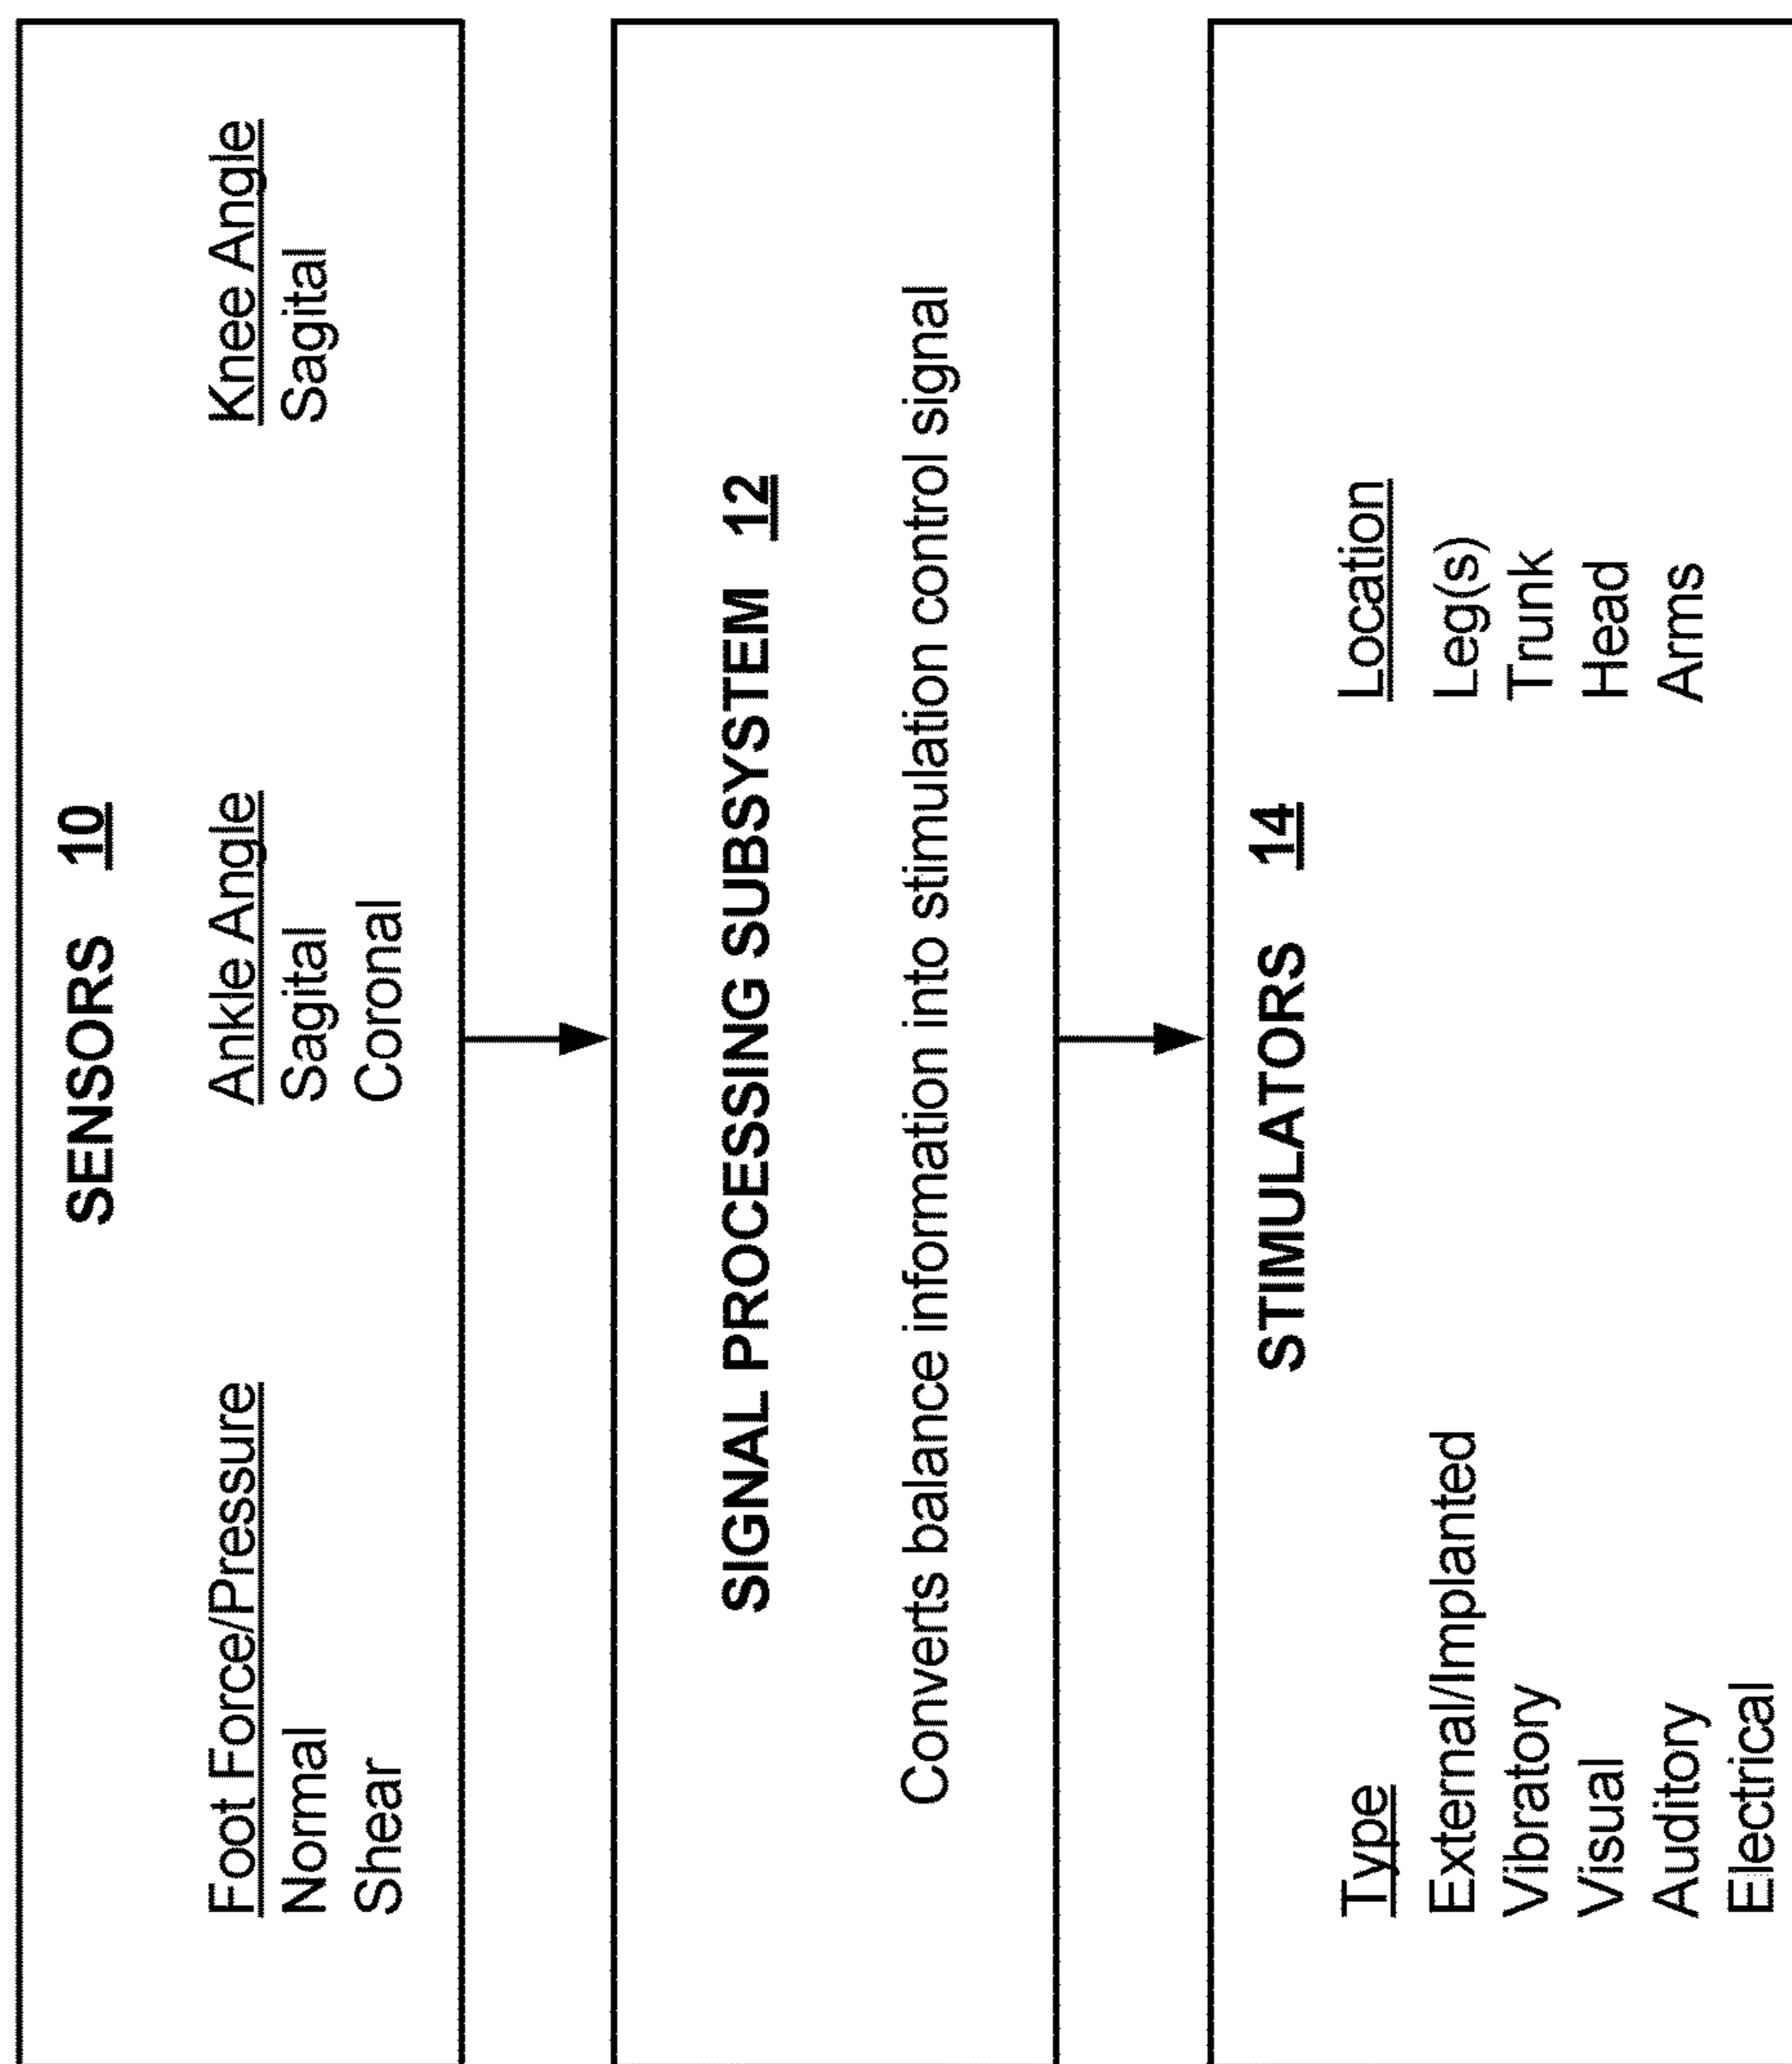 SENSORS 10
Foot Force/Pressure
Normal
Shear
Ankle Angle
Sagital
Coronal
Knee Angle
Sagital
SIGNAL PROCESSING SUBSYSTEM 12
Converts balance information into stimulation control signal
STIMULATORS 14
Type
External/Implanted
Vibratory
Visual
Auditory
Electrical
Location
Leg(s)
Trunk
Head
Arms